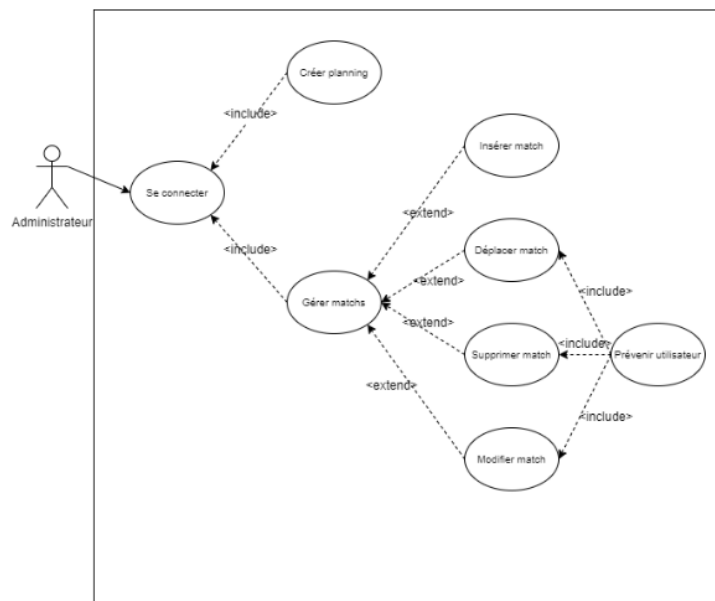 Créer planning
<include>
Insérer match
Se connecter
Administrateur
<extend>
<include>
Déplacer match
<extend>
<include>
Gérer matchs
<extend>
<include>
Supprimer match
Prévenir utilisateur
<extend>
<include>
Modifier match